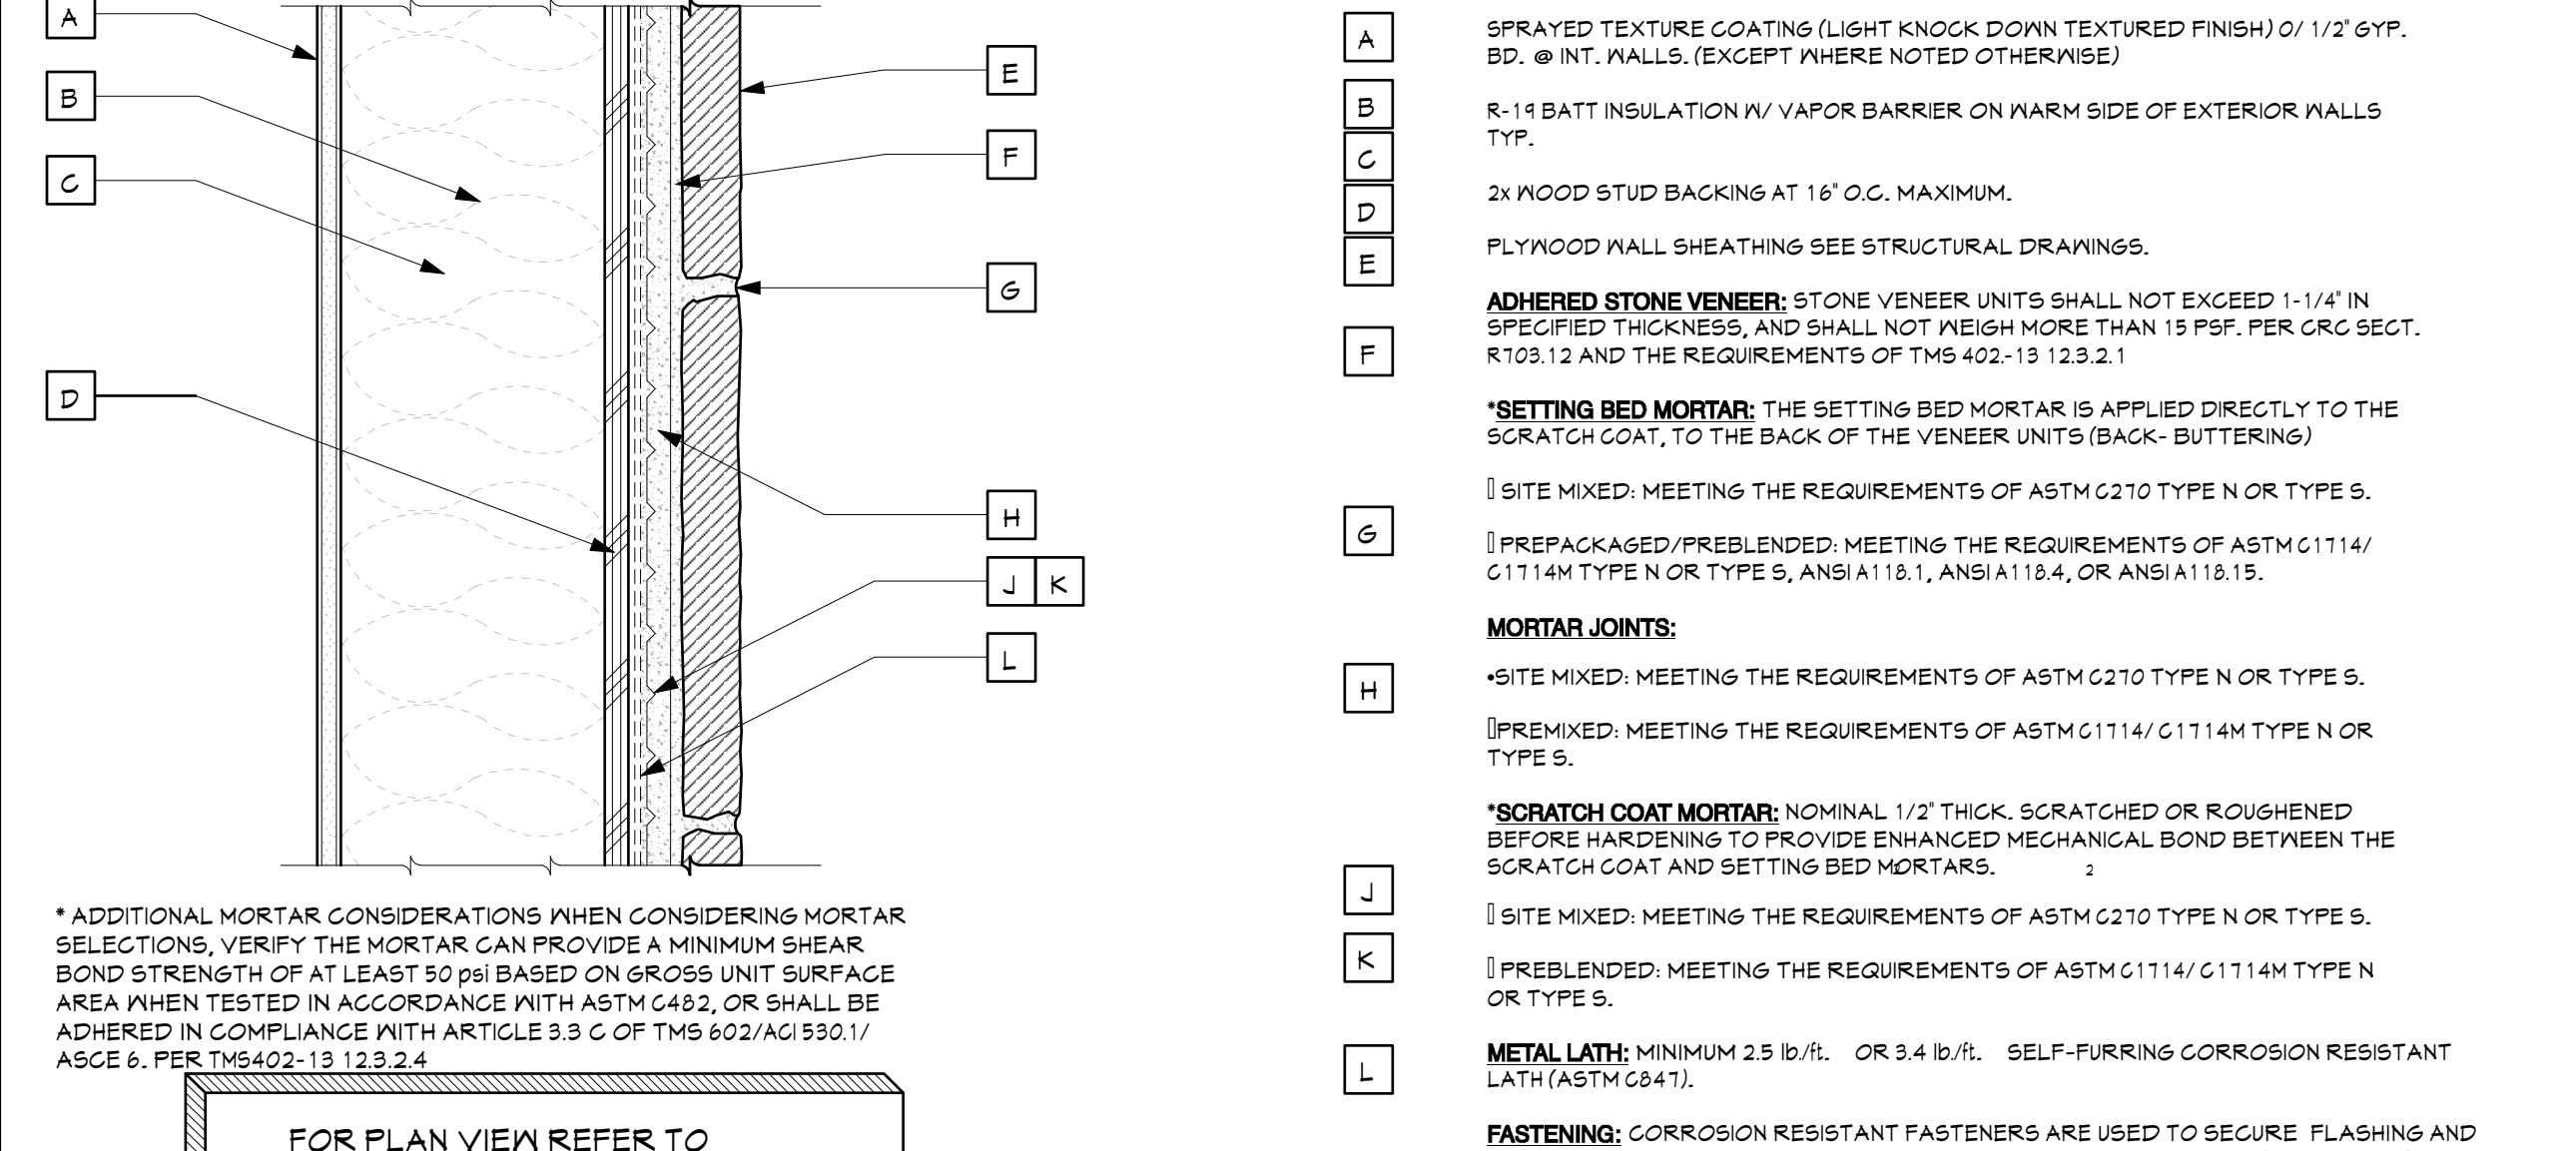 A
B
C
D
E
F
G
H
J K
L
* ADDITIONAL MORTAR CONSIDERATIONS WHEN CONSIDERING MORTAR
SELECTIONS, VERIFY THE MORTAR CAN PROVIDE A MINIMUM SHEAR
BOND STRENGTH OF AT LEAST 50 psi BASED ON GROSS UNIT SURFACE
AREA WHEN TESTED IN ACCORDANCE WITH ASTM C482, OR SHALL BE
ADHERED IN COMPLIANCE WITH ARTICLE 3.3 C OF TMS 602/ACI 530.1/
ASCE 6. PER TMS402-13 12.3.2.4
FOR PLAN VIEW REFER TO
A
B
C
D
E
F
G
H
J
K
L
SPRAYED TEXTURE COATING (LIGHT KNOCK DOWN TEXTURED FINISH) O/ 1/2" GYP.
BD. @ INT. WALLS. (EXCEPT WHERE NOTED OTHERWISE)
R-19 BATT INSULATION W/ VAPOR BARRIER ON WARM SIDE OF EXTERIOR WALLS
TYP.
2x WOOD STUD BACKING AT 16" O.C. MAXIMUM.
PLYWOOD WALL SHEATHING SEE STRUCTURAL DRAWINGS.
ADHERED STONE VENEER: STONE VENEER UNITS SHALL NOT EXCEED 1-1/4" IN
SPECIFIED THICKNESS, AND SHALL NOT WEIGH MORE THAN 15 PSF. PER CRC SECT.
R703.12 AND THE REQUIREMENTS OF TMS 402.-13 12.3.2.1
*SETTING BED MORTAR: THE SETTING BED MORTAR IS APPLIED DIRECTLY TO THE
SCRATCH COAT, TO THE BACK OF THE VENEER UNITS (BACK- BUTTERING)
▯ SITE MIXED: MEETING THE REQUIREMENTS OF ASTM C270 TYPE N OR TYPE S.
▯ PREPACKAGED/PREBLENDED: MEETING THE REQUIREMENTS OF ASTM C1714/
C1714M TYPE N OR TYPE S, ANSI A118.1, ANSI A118.4, OR ANSI A118.15.
MORTAR JOINTS:
•SITE MIXED: MEETING THE REQUIREMENTS OF ASTM C270 TYPE N OR TYPE S.
▯PREMIXED: MEETING THE REQUIREMENTS OF ASTM C1714/ C1714M TYPE N OR
TYPE S.
*SCRATCH COAT MORTAR: NOMINAL 1/2" THICK. SCRATCHED OR ROUGHENED
BEFORE HARDENING TO PROVIDE ENHANCED MECHANICAL BOND BETWEEN THE
SCRATCH COAT AND SETTING BED MORTARS. 2
▯ SITE MIXED: MEETING THE REQUIREMENTS OF ASTM C270 TYPE N OR TYPE S.
▯ PREBLENDED: MEETING THE REQUIREMENTS OF ASTM C1714/ C1714M TYPE N
OR TYPE S.
METAL LATH: MINIMUM 2.5 lb./ft. OR 3.4 lb./ft. SELF-FURRING CORROSION RESISTANT
LATH (ASTM C847).
FASTENING: CORROSION RESISTANT FASTENERS ARE USED TO SECURE FLASHING AND